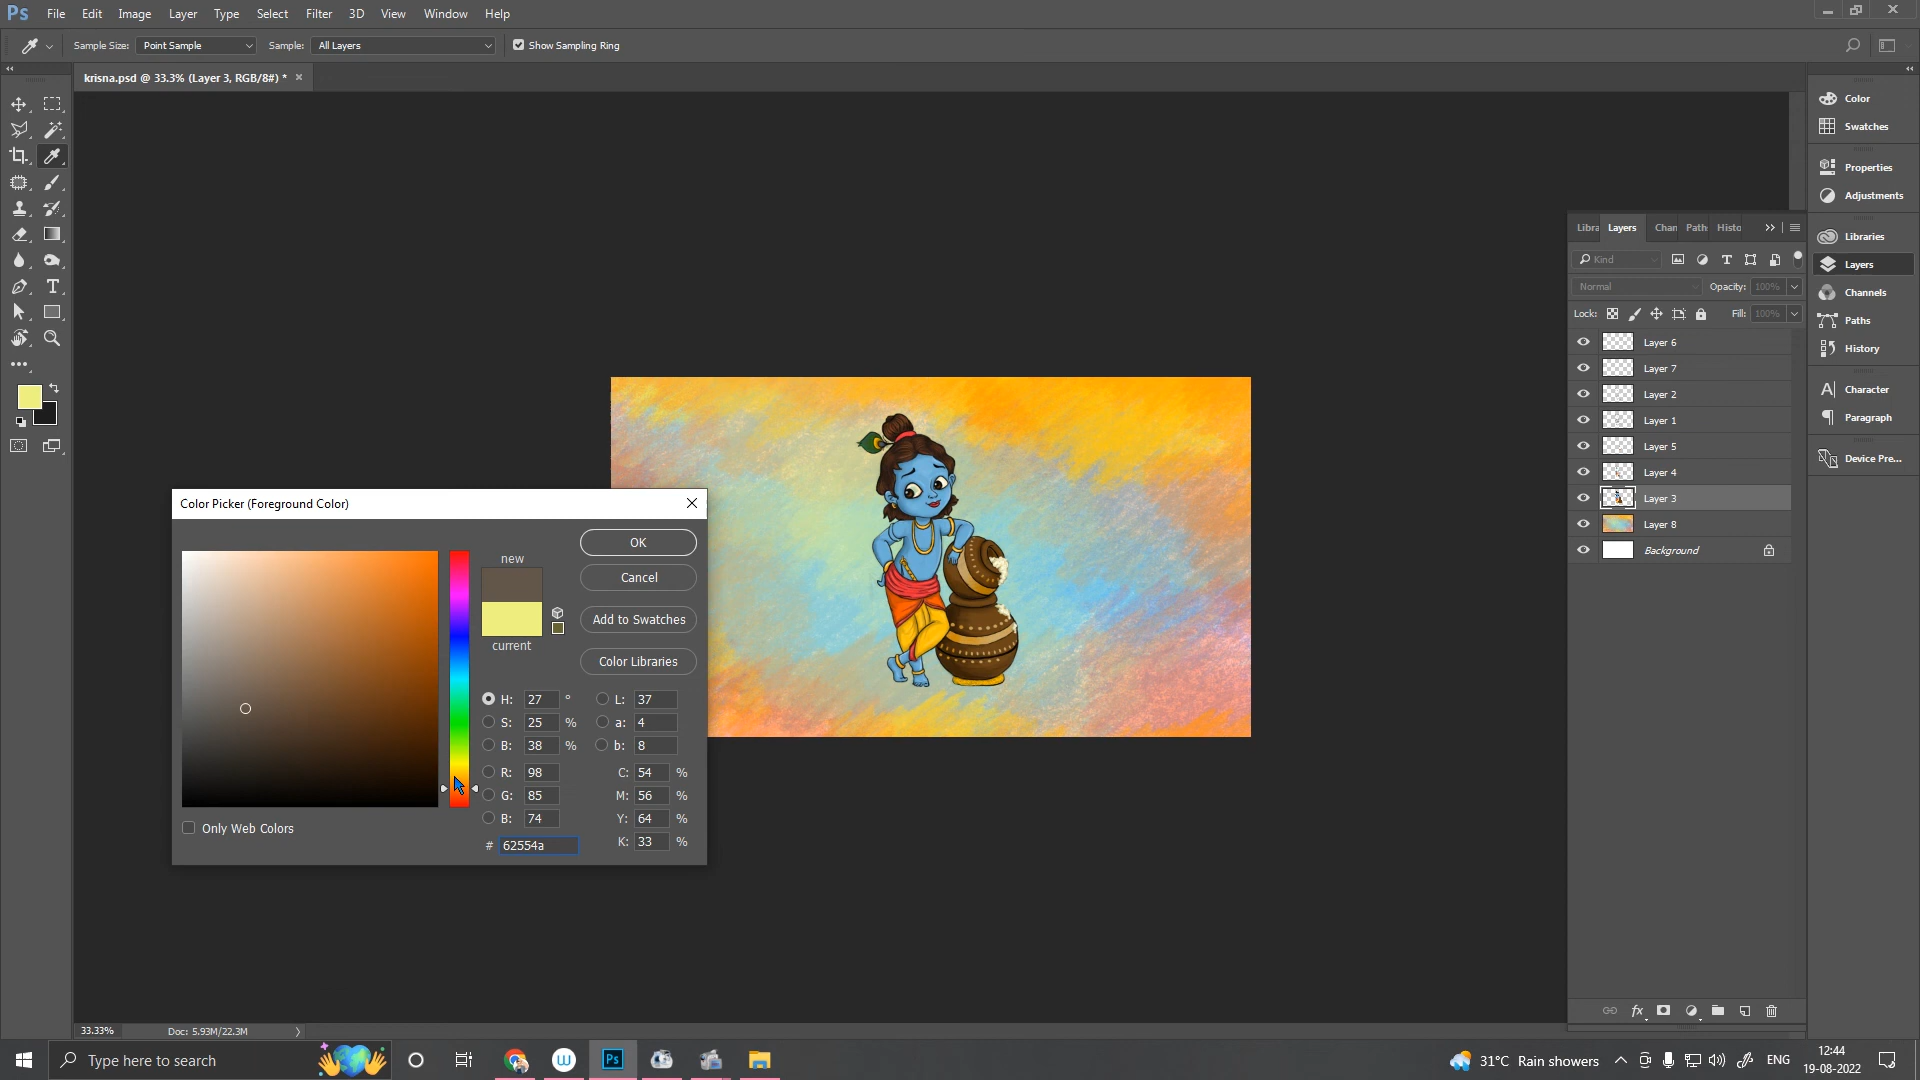 Ps File Edit Image Layer Type Select Filter 3D View Window Help
Sample Size: Point Sample Sample: All Layers Show Sampling Ring
krisna.psd @ 33.3% (Layer 3, RGB/8#) * ×
Color
Swatches
Properties
Adjustments
Libraries
Layers
Channels
Paths
History
Character
Paragraph
Device Pre...
Libra Layers Chan Path Histo
Kind
Normal Opacity: 100%
Lock: Fill: 100%
Layer 6
Layer 7
Layer 2
Layer 1
Layer 5
Layer 4
Layer 3
Layer 8
Background
Color Picker (Foreground Color)
new
current
OK
Cancel
Add to Swatches
Color Libraries
H: 27 ° L: 37
S: 25 % a: 4
B: 38 % b: 8
R: 98 C: 54 %
G: 85 M: 56 %
B: 74 Y: 64 %
# 62554a K: 33 %
Only Web Colors
33.33% Doc: 5.93M/22.3M
Type here to search
Ps
31°C Rain showers ENG
12:44
19-08-2022